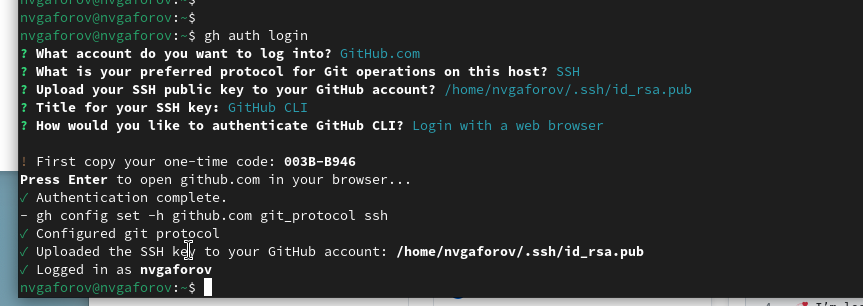 nvgaforov@nvgaforov:~$
nvgaforov@nvgaforov:~$
nvgaforov@nvgaforov:~$ gh auth login
? What account do you want to log into? GitHub.com
? What is your preferred protocol for Git operations on this host? SSH
? Upload your SSH public key to your GitHub account? /home/nvgaforov/.ssh/id_rsa.pub
? Title for your SSH key: GitHub CLI
? How would you like to authenticate GitHub CLI? Login with a web browser
! First copy your one-time code: 003B-B946
Press Enter to open github.com in your browser...
✓ Authentication complete.
- gh config set -h github.com git_protocol ssh
✓ Configured git protocol
✓ Uploaded the SSH key to your GitHub account: /home/nvgaforov/.ssh/id_rsa.pub
✓ Logged in as nvgaforov
nvgaforov@nvgaforov:~$